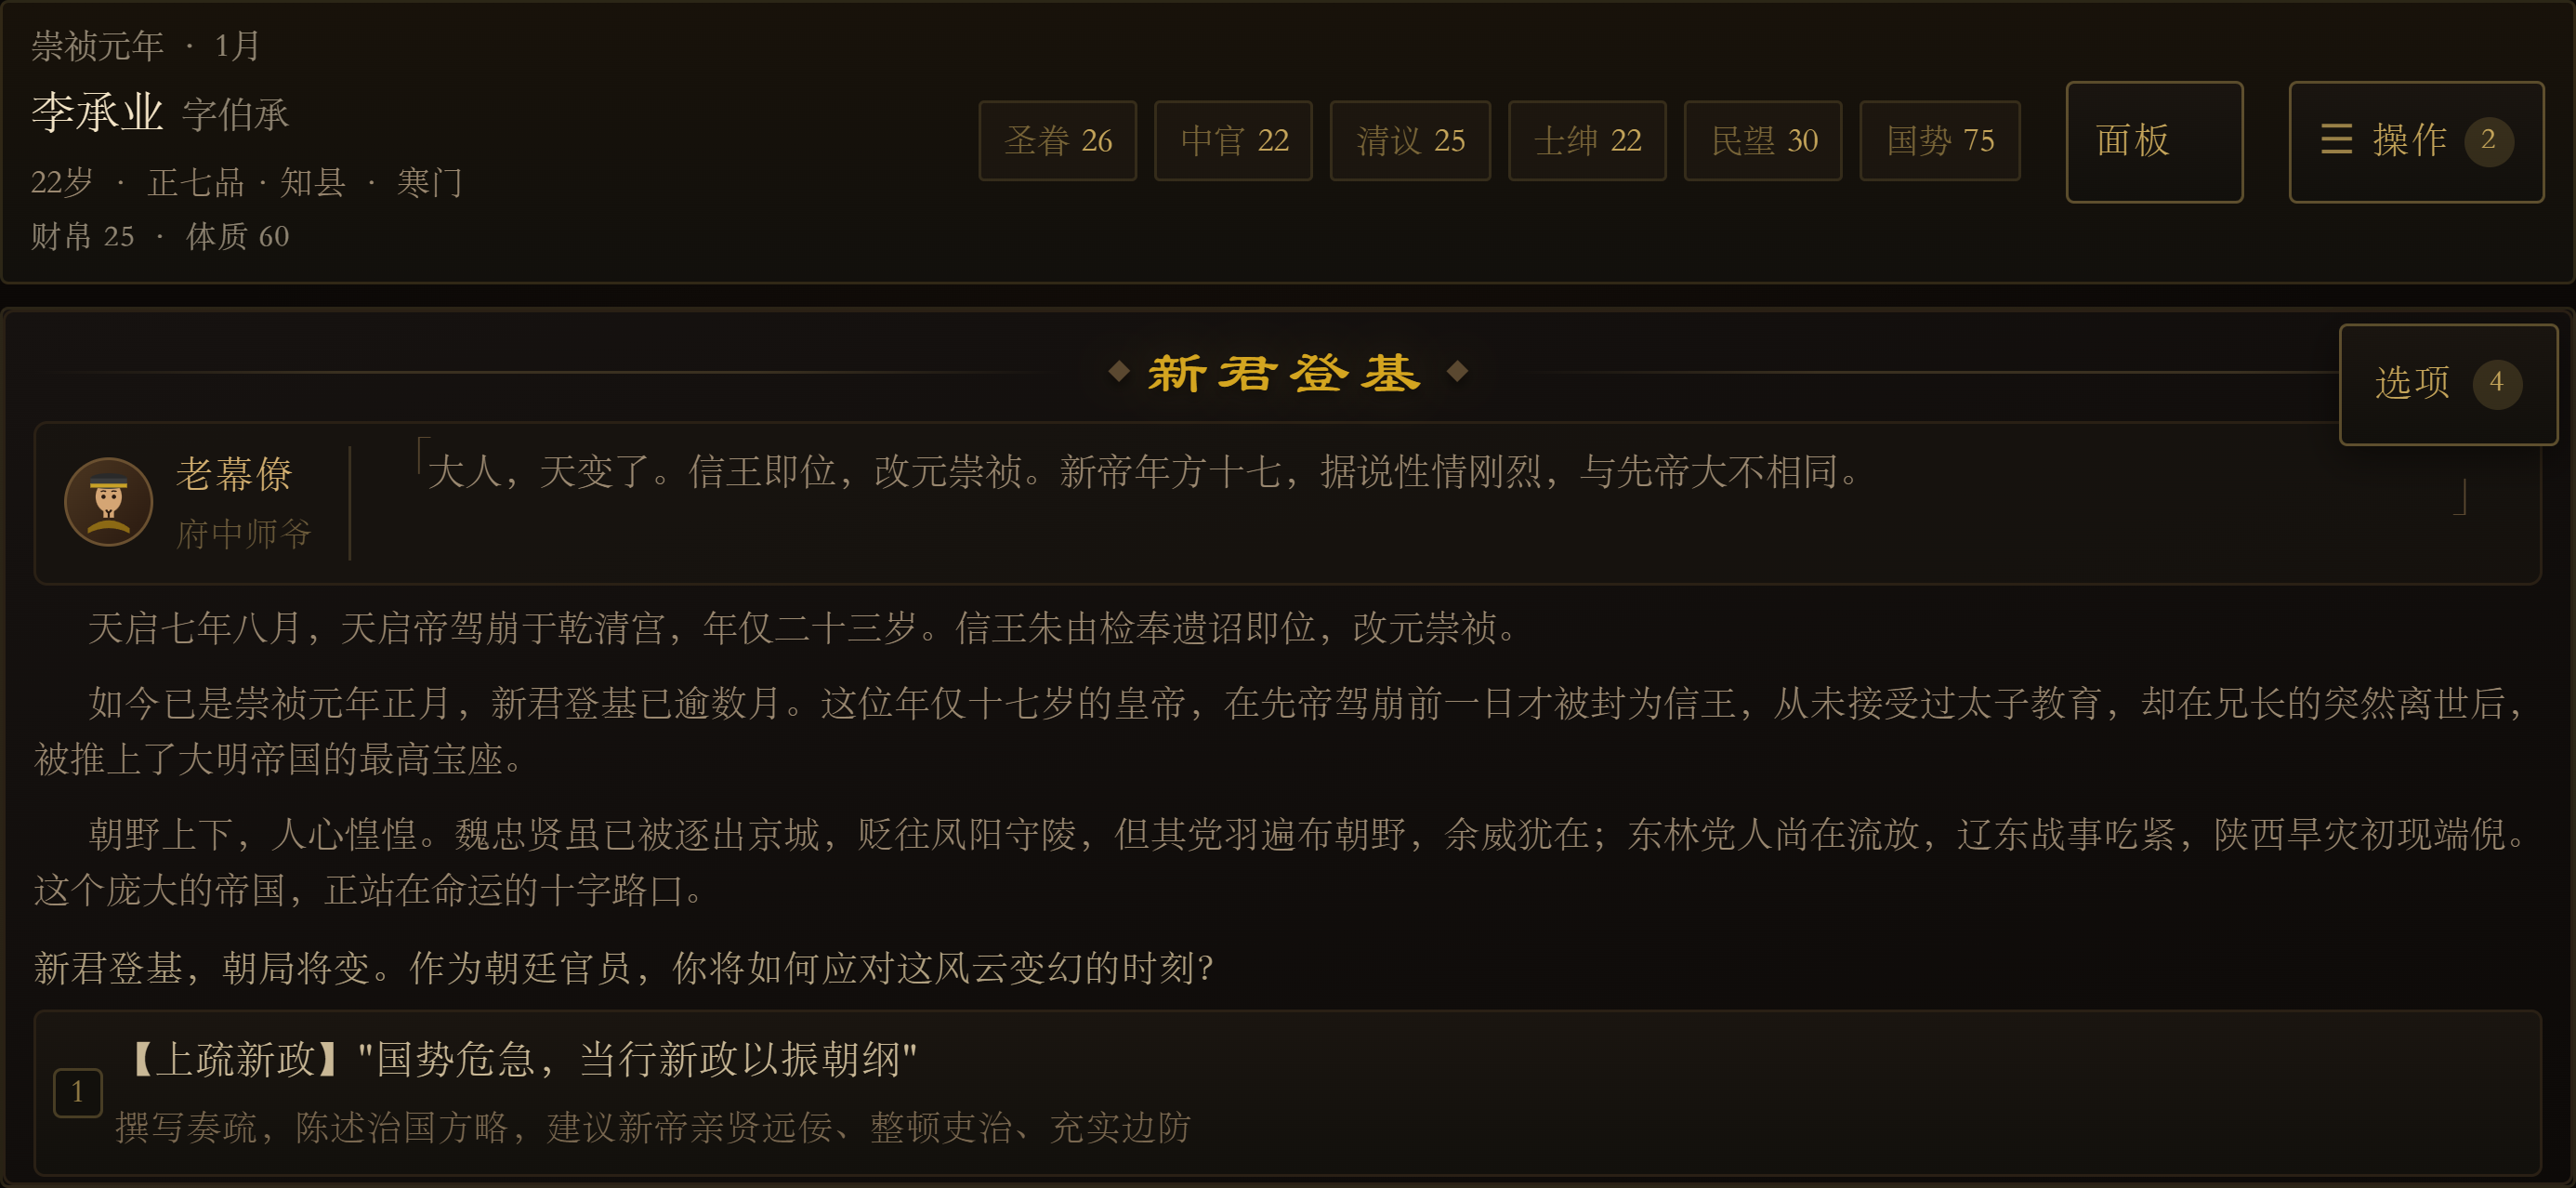 崇祯元年 · 1月
李承业 字伯承
22岁 · 正七品 · 知县 · 寒门
财帛 25 · 体质 60
圣眷 26
中官 22
清议 25
士绅 22
民望 30
国势 75
面板
☰ 操作 2
新君登基
选项 4
老幕僚
府中师爷
「大人，天变了。信王即位，改元崇祯。新帝年方十七，据说性情刚烈，与先帝大不相同。」
天启七年八月，天启帝驾崩于乾清宫，年仅二十三岁。信王朱由检奉遗诏即位，改元崇祯。
如今已是崇祯元年正月，新君登基已逾数月。这位年仅十七岁的皇帝，在先帝驾崩前一日才被封为信王，从未接受过太子教育，却在兄长的突然离世后，
被推上了大明帝国的最高宝座。
朝野上下，人心惶惶。魏忠贤虽已被逐出京城，贬往凤阳守陵，但其党羽遍布朝野，余威犹在；东林党人尚在流放，辽东战事吃紧，陕西旱灾初现端倪。
这个庞大的帝国，正站在命运的十字路口。
新君登基，朝局将变。作为朝廷官员，你将如何应对这风云变幻的时刻？
1
【上疏新政】"国势危急，当行新政以振朝纲"
撰写奏疏，陈述治国方略，建议新帝亲贤远佞、整顿吏治、充实边防